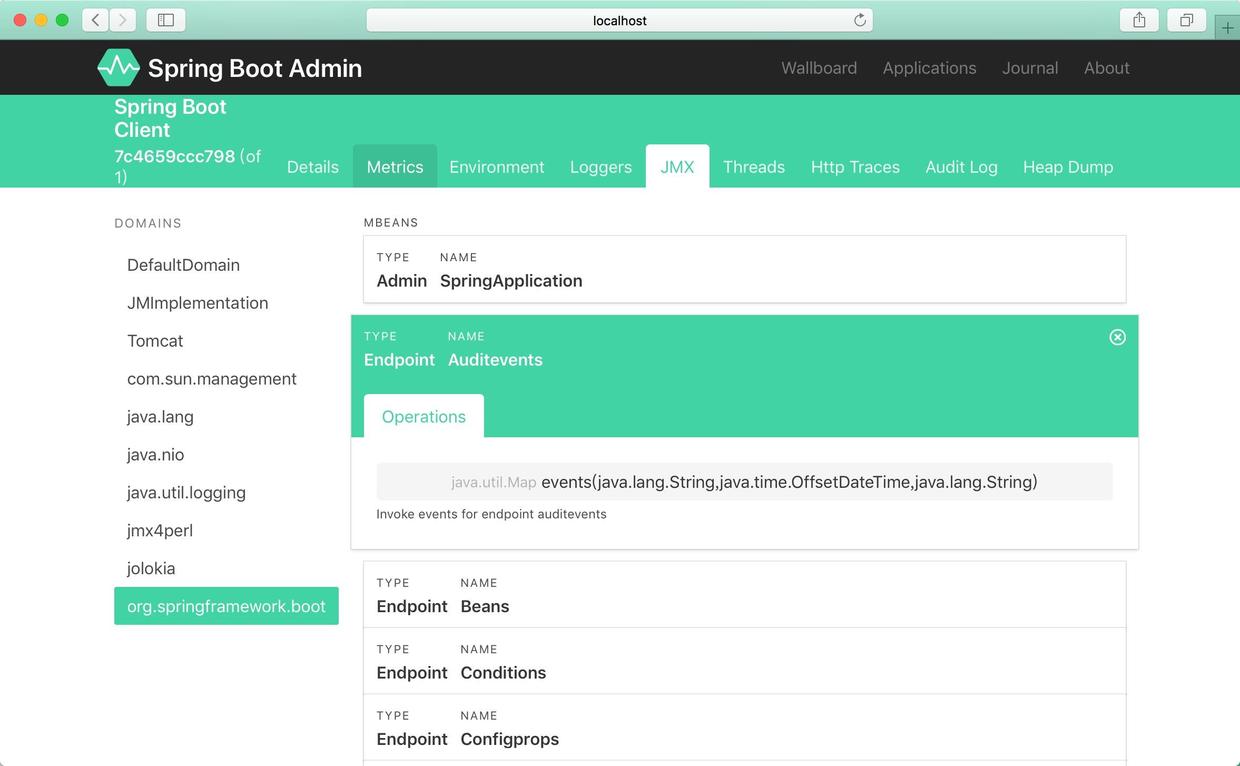 localhost
Spring Boot Admin
Wallboard Applications Journal About
Spring Boot
Client
7c4659ccc798 (of
1)
Details Metrics Environment Loggers JMX Threads Http Traces Audit Log Heap Dump
DOMAINS
DefaultDomain
JMImplementation
Tomcat
com.sun.management
java.lang
java.nio
java.util.logging
jmx4perl
jolokia
org.springframework.boot
MBEANS
TYPE NAME
Admin SpringApplication
TYPE NAME
Endpoint Auditevents
Operations
java.util.Map events(java.lang.String,java.time.OffsetDateTime,java.lang.String)
Invoke events for endpoint auditevents
TYPE NAME
Endpoint Beans
TYPE NAME
Endpoint Conditions
TYPE NAME
Endpoint Configprops